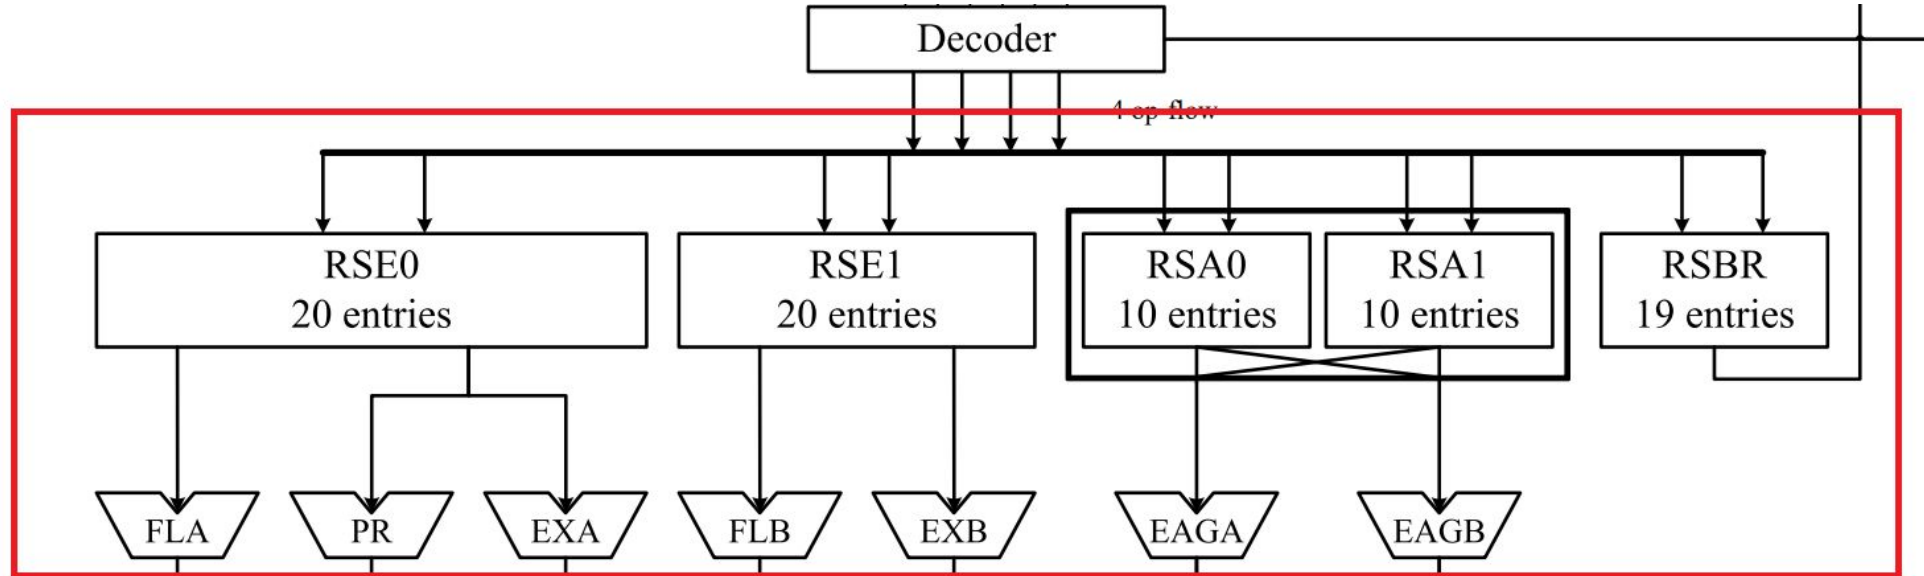 Decoder
4 op-flow
RSE0
20 entries
RSE1
20 entries
RSA0
10 entries
RSA1
10 entries
RSBR
19 entries
FLA
PR
EXA
FLB
EXB
EAGA
EAGB